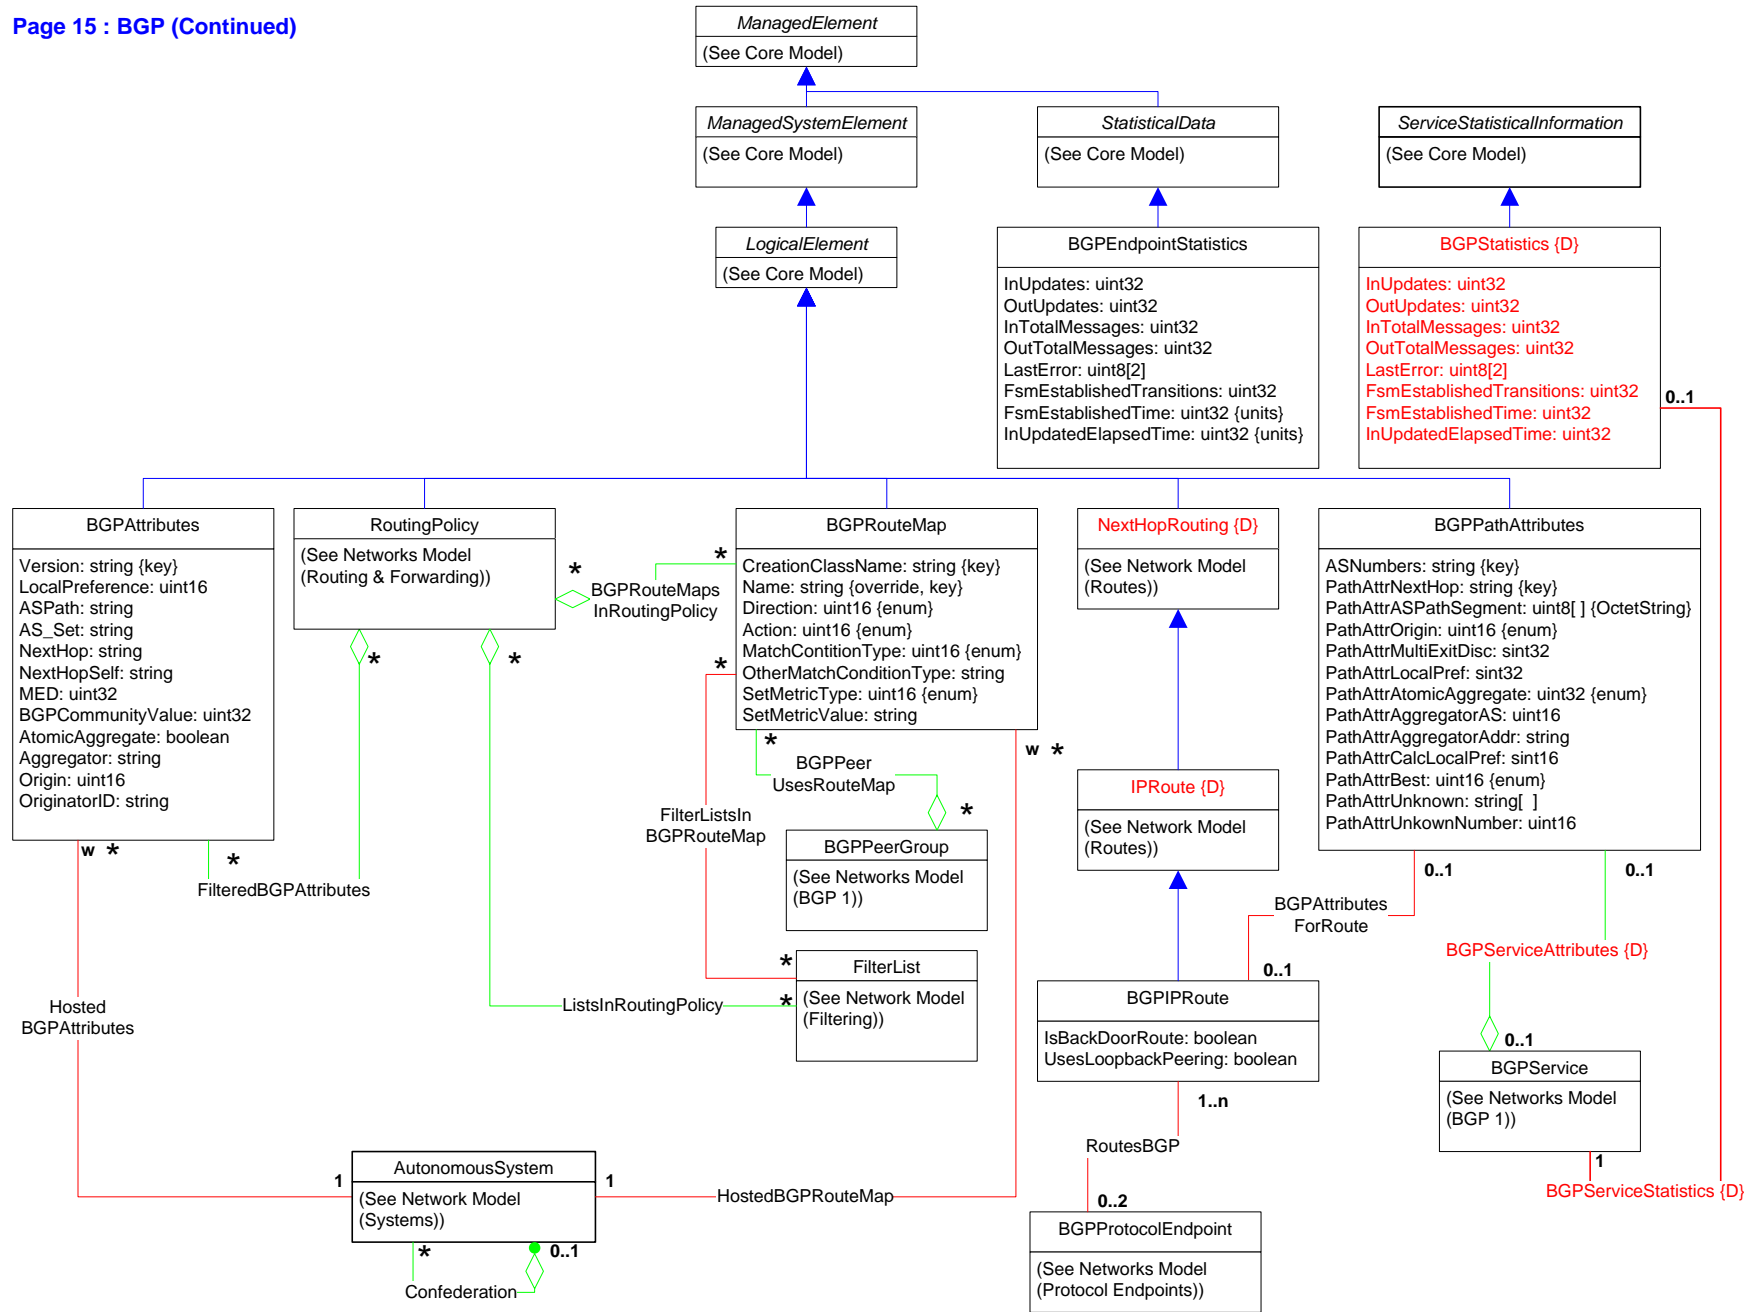 Page 15 : BGP (Continued)
ManagedElement
(See Core Model)
ManagedSystemElement
(See Core Model)
StatisticalData
(See Core Model)
ServiceStatisticalInformation
(See Core Model)
LogicalElement
(See Core Model)
BGPEndpointStatistics
InUpdates: uint32
OutUpdates: uint32
InTotalMessages: uint32
OutTotalMessages: uint32
LastError: uint8[2]
FsmEstablishedTransitions: uint32
FsmEstablishedTime: uint32 {units}
InUpdatedElapsedTime: uint32 {units}
BGPStatistics {D}
InUpdates: uint32
OutUpdates: uint32
InTotalMessages: uint32
OutTotalMessages: uint32
LastError: uint8[2]
FsmEstablishedTransitions: uint32
FsmEstablishedTime: uint32
InUpdatedElapsedTime: uint32
0..1
BGPAttributes
Version: string {key}
LocalPreference: uint16
ASPath: string
AS_Set: string
NextHop: string
NextHopSelf: string
MED: uint32
BGPCommunityValue: uint32
AtomicAggregate: boolean
Aggregator: string
Origin: uint16
OriginatorID: string
w *
*
FilteredBGPAttributes
RoutingPolicy
(See Networks Model
(Routing & Forwarding))
*
*
*
BGPRouteMaps
InRoutingPolicy
*
BGPRouteMap
CreationClassName: string {key}
Name: string {override, key}
Direction: uint16 {enum}
Action: uint16 {enum}
MatchContitionType: uint16 {enum}
OtherMatchConditionType: string
SetMetricType: uint16 {enum}
SetMetricValue: string
*
*
w *
BGPPeer
UsesRouteMap
*
FilterListsIn
BGPRouteMap
BGPPeerGroup
(See Networks Model
(BGP 1))
NextHopRouting {D}
(See Network Model
(Routes))
IPRoute {D}
(See Network Model
(Routes))
BGPPathAttributes
ASNumbers: string {key}
PathAttrNextHop: string {key}
PathAttrASPathSegment: uint8[ ] {OctetString}
PathAttrOrigin: uint16 {enum}
PathAttrMultiExitDisc: sint32
PathAttrLocalPref: sint32
PathAttrAtomicAggregate: uint32 {enum}
PathAttrAggregatorAS: uint16
PathAttrAggregatorAddr: string
PathAttrCalcLocalPref: sint16
PathAttrBest: uint16 {enum}
PathAttrUnknown: string[ ]
PathAttrUnkownNumber: uint16
0..1
0..1
BGPAttributes
ForRoute
0..1
BGPServiceAttributes {D}
0..1
*
FilterList
(See Network Model
(Filtering))
ListsInRoutingPolicy
*
Hosted
BGPAttributes
BGPIPRoute
IsBackDoorRoute: boolean
UsesLoopbackPeering: boolean
1..n
RoutesBGP
0..2
BGPService
(See Networks Model
(BGP 1))
1
BGPServiceStatistics {D}
1
AutonomousSystem
(See Network Model
(Systems))
1
HostedBGPRouteMap
*
0..1
Confederation
BGPProtocolEndpoint
(See Networks Model
(Protocol Endpoints))